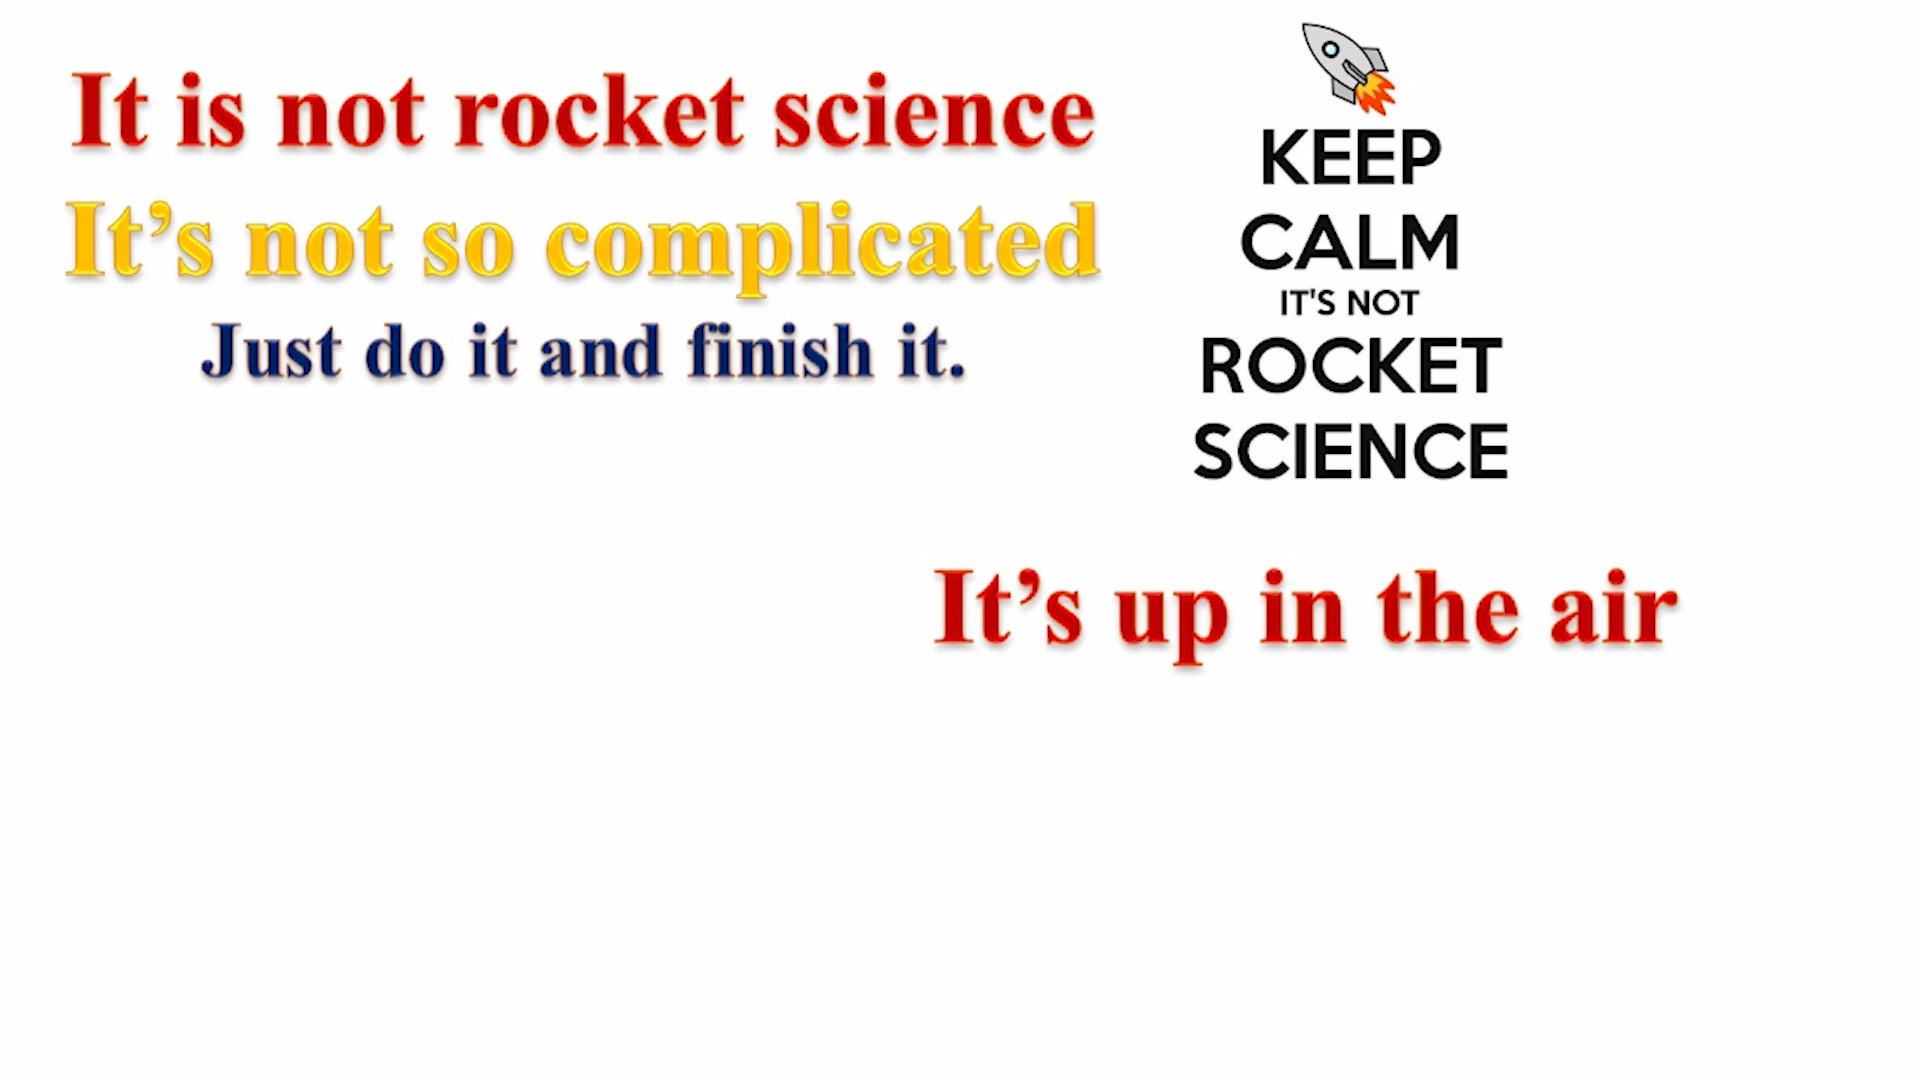 It is not rocket science
It’s not so complicated
Just do it and finish it.
KEEP
CALM
IT'S NOT
ROCKET
SCIENCE
It’s up in the air